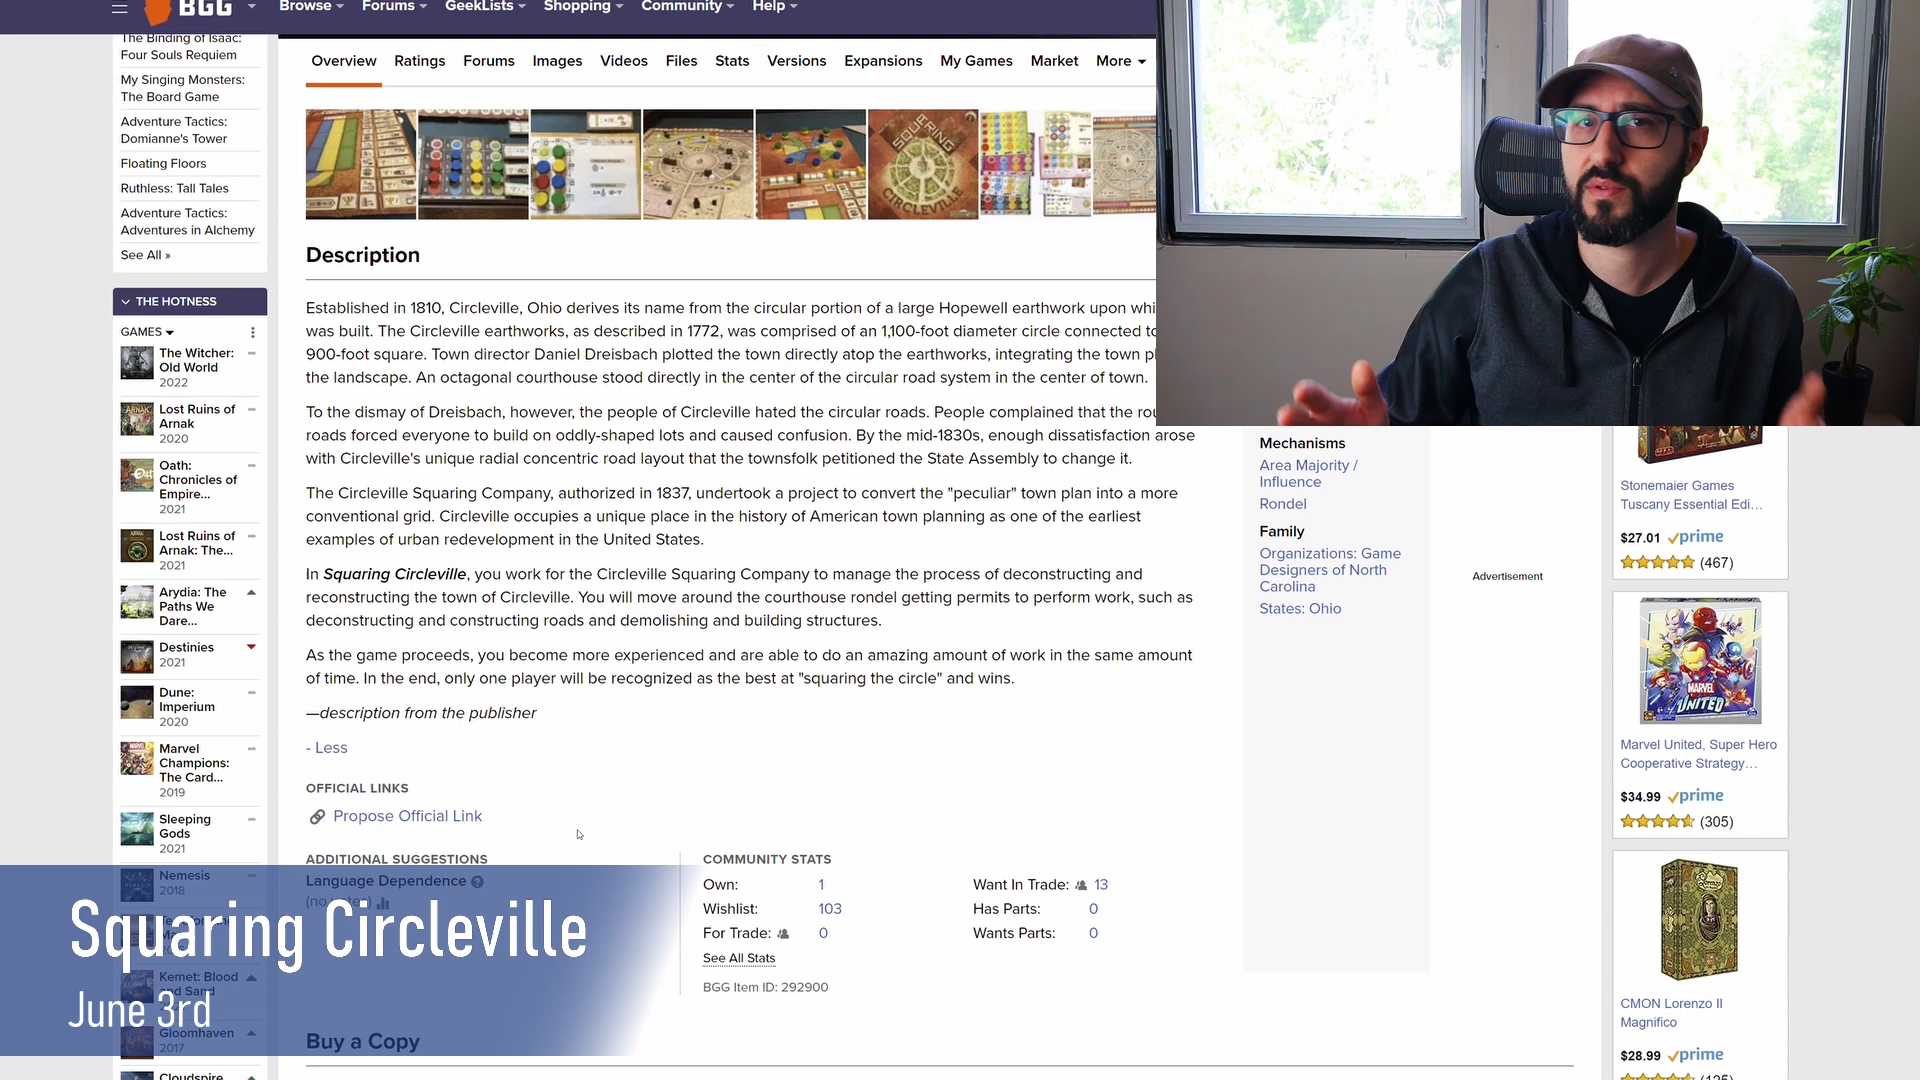 BGG
Browse
Forums
GeekLists
Shopping
Community
Help
The Binding of Isaac:
Four Souls Requiem
My Singing Monsters:
The Board Game
Adventure Tactics:
Domianne's Tower
Floating Floors
Ruthless: Tall Tales
Adventure Tactics:
Adventures in Alchemy
See All »
THE HOTNESS
GAMES
The Witcher:
Old World
2022
Lost Ruins of
Arnak
2020
Oath:
Chronicles of
Empire...
2021
Lost Ruins of
Arnak: The...
2021
Arydia: The
Paths We
Dare...
Destinies
2021
Dune:
Imperium
2020
Marvel
Champions:
The Card...
2019
Sleeping
Gods
2021
Nemesis
2018
Kemet: Blood
and Sand
Gloomhaven
2017
Cloudspire
Overview
Ratings
Forums
Images
Videos
Files
Stats
Versions
Expansions
My Games
Market
More
SQUARING
CIRCLEVILLE
Description
Established in 1810, Circleville, Ohio derives its name from the circular portion of a large Hopewell earthwork upon whi
was built. The Circleville earthworks, as described in 1772, was comprised of an 1,100-foot diameter circle connected to
900-foot square. Town director Daniel Dreisbach plotted the town directly atop the earthworks, integrating the town pl
the landscape. An octagonal courthouse stood directly in the center of the circular road system in the center of town.
To the dismay of Dreisbach, however, the people of Circleville hated the circular roads. People complained that the rou
roads forced everyone to build on oddly-shaped lots and caused confusion. By the mid-1830s, enough dissatisfaction arose
with Circleville's unique radial concentric road layout that the townsfolk petitioned the State Assembly to change it.
The Circleville Squaring Company, authorized in 1837, undertook a project to convert the "peculiar" town plan into a more
conventional grid. Circleville occupies a unique place in the history of American town planning as one of the earliest
examples of urban redevelopment in the United States.
In Squaring Circleville, you work for the Circleville Squaring Company to manage the process of deconstructing and
reconstructing the town of Circleville. You will move around the courthouse rondel getting permits to perform work, such as
deconstructing and constructing roads and demolishing and building structures.
As the game proceeds, you become more experienced and are able to do an amazing amount of work in the same amount
of time. In the end, only one player will be recognized as the best at "squaring the circle" and wins.
—description from the publisher
- Less
OFFICIAL LINKS
Propose Official Link
ADDITIONAL SUGGESTIONS
Language Dependence
(no votes)
COMMUNITY STATS
Own: 1
Wishlist: 103
For Trade: 0
See All Stats
BGG Item ID: 292900
Want In Trade: 13
Has Parts: 0
Wants Parts: 0
Buy a Copy
Mechanisms
Area Majority /
Influence
Rondel
Family
Organizations: Game
Designers of North
Carolina
States: Ohio
Advertisement
Stonemaier Games
Tuscany Essential Edi...
$27.01 prime
(467)
MARVEL
UNITED
Marvel United, Super Hero
Cooperative Strategy...
$34.99 prime
(305)
CMON Lorenzo II
Magnifico
$28.99 prime
(125)
Squaring Circleville
June 3rd